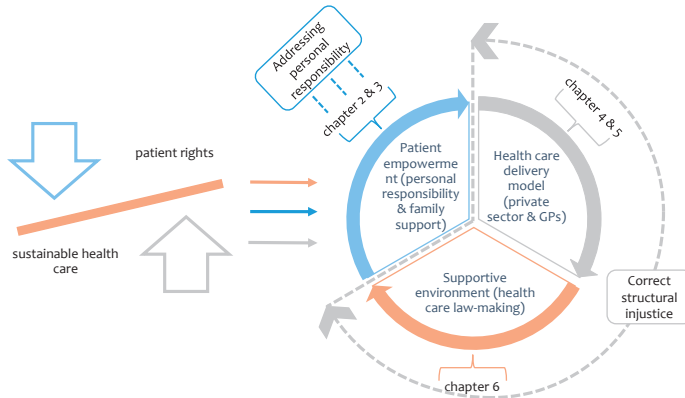 Addressing
personal
responsibility
chapter 2 & 3
chapter 4 & 5
patient rights
sustainable health
care
Patient
empowerme
nt (personal
responsibility
& family
support)
Health care
delivery
model
(private
sector & GPs)
Supportive
environment (health
care law-making)
Correct
structural
injustice
chapter 6